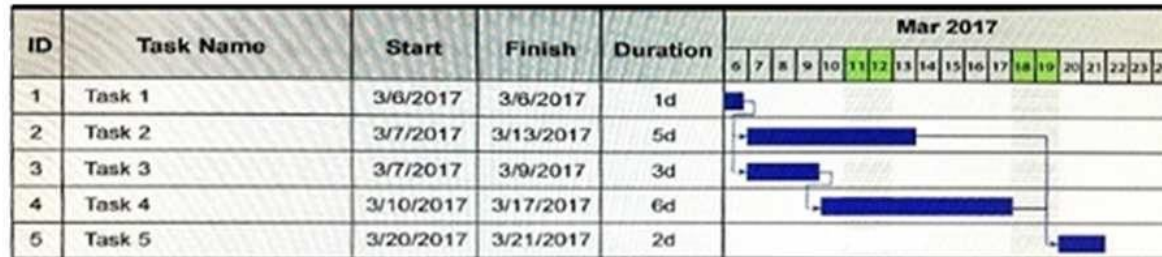 Mar 2017
ID Task Name Start Finish Duration
6 7 8 9 10 11 12 13 14 15 16 17 18 19 20 21 22 23
1 Task 1 3/6/2017 3/6/2017 1d
2 Task 2 3/7/2017 3/13/2017 5d
3 Task 3 3/7/2017 3/9/2017 3d
4 Task 4 3/10/2017 3/17/2017 6d
5 Task 5 3/20/2017 3/21/2017 2d